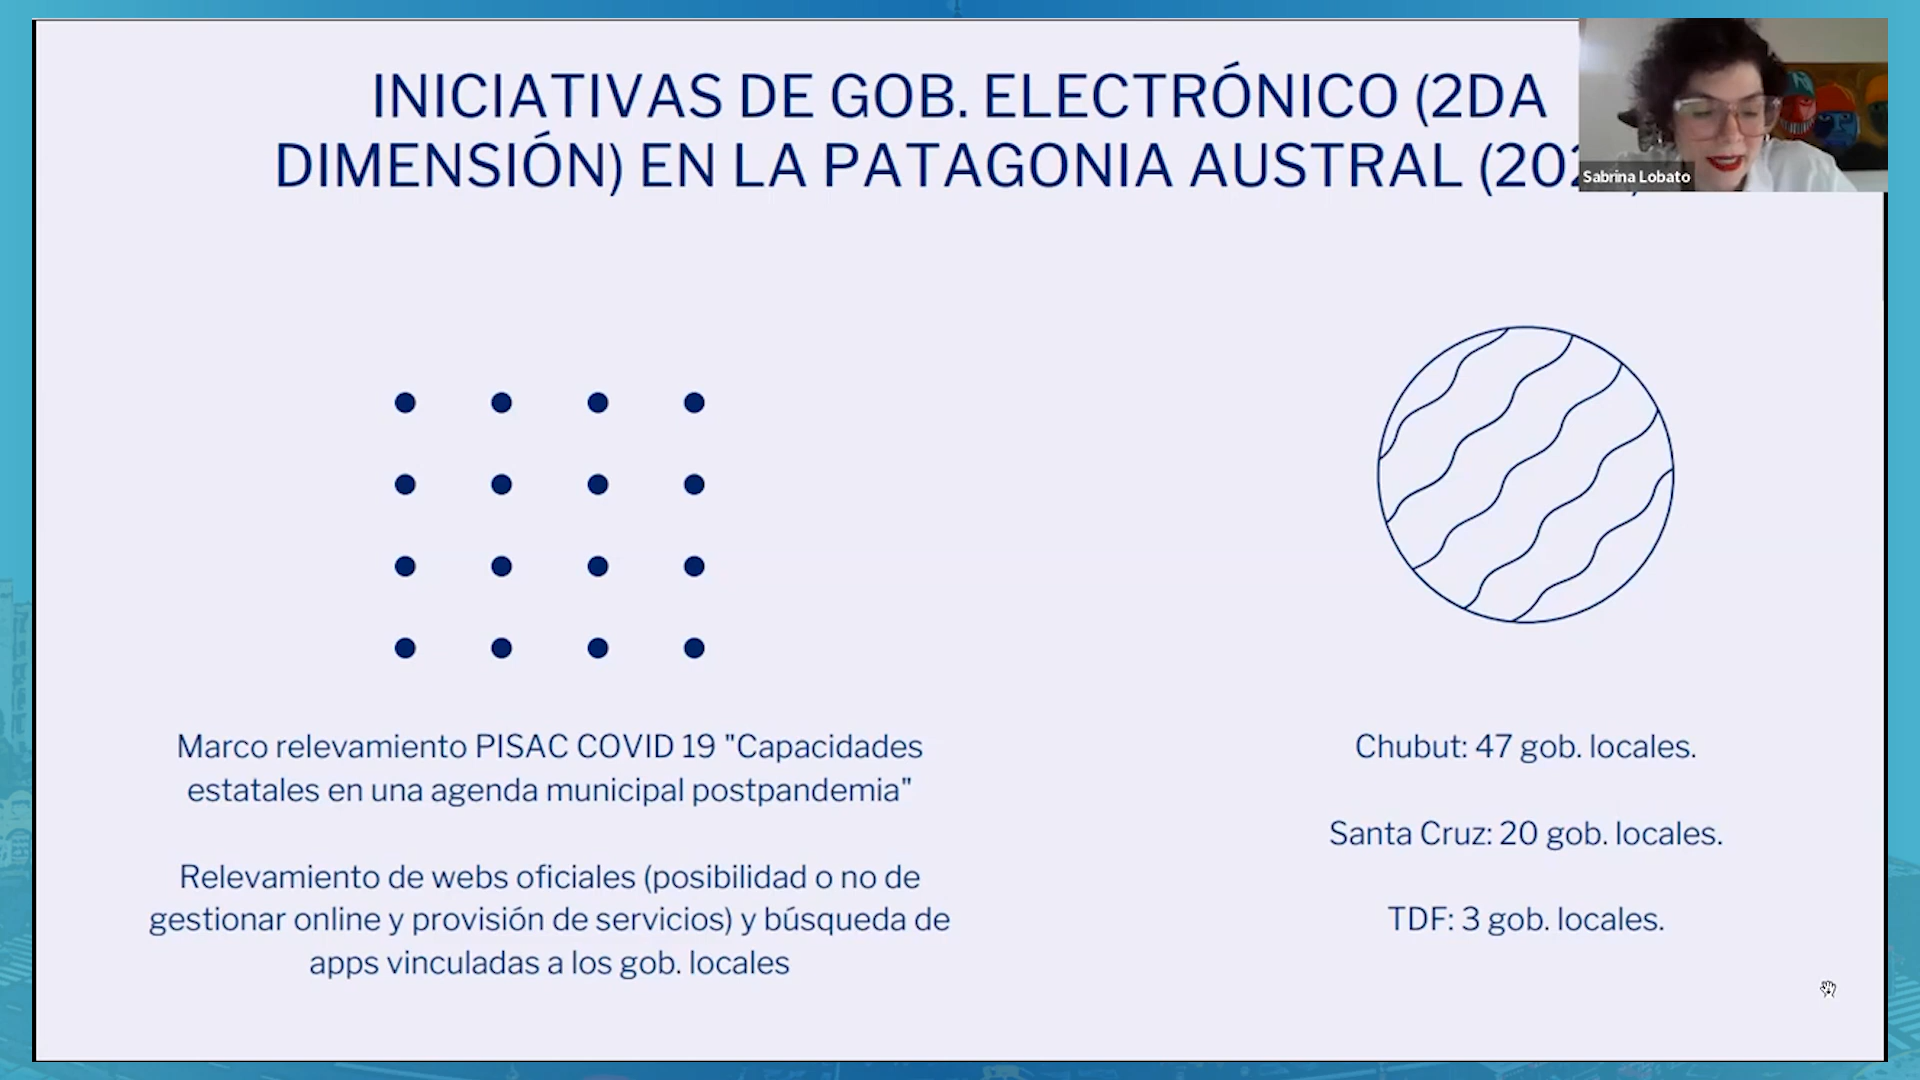 INICIATIVAS DE GOB. ELECTRÓNICO (2DA
DIMENSIÓN) EN LA PATAGONIA AUSTRAL
Sabrina Lobato
Marco relevamiento PISAC COVID 19 "Capacidades
estatales en una agenda municipal postpandemia"
Relevamiento de webs oficiales (posibilidad o no de
gestionar online y provisión de servicios) y búsqueda de
apps vinculadas a los gob. locales
Chubut: 47 gob. locales.
Santa Cruz: 20 gob. locales.
TDF: 3 gob. locales.